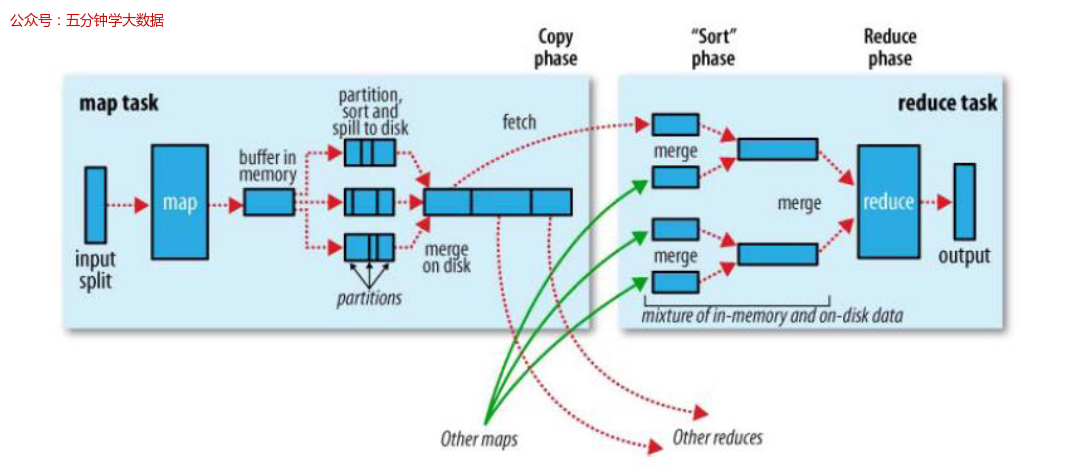 公众号：五分钟学大数据
Copy
phase
“Sort”
phase
Reduce
phase
map task
partition,
sort and
spill to disk
buffer in
memory
fetch
map
input
split
merge
on disk
partitions
reduce task
merge
merge
merge
reduce
output
mixture of in-memory and on-disk data
Other maps
Other reduces